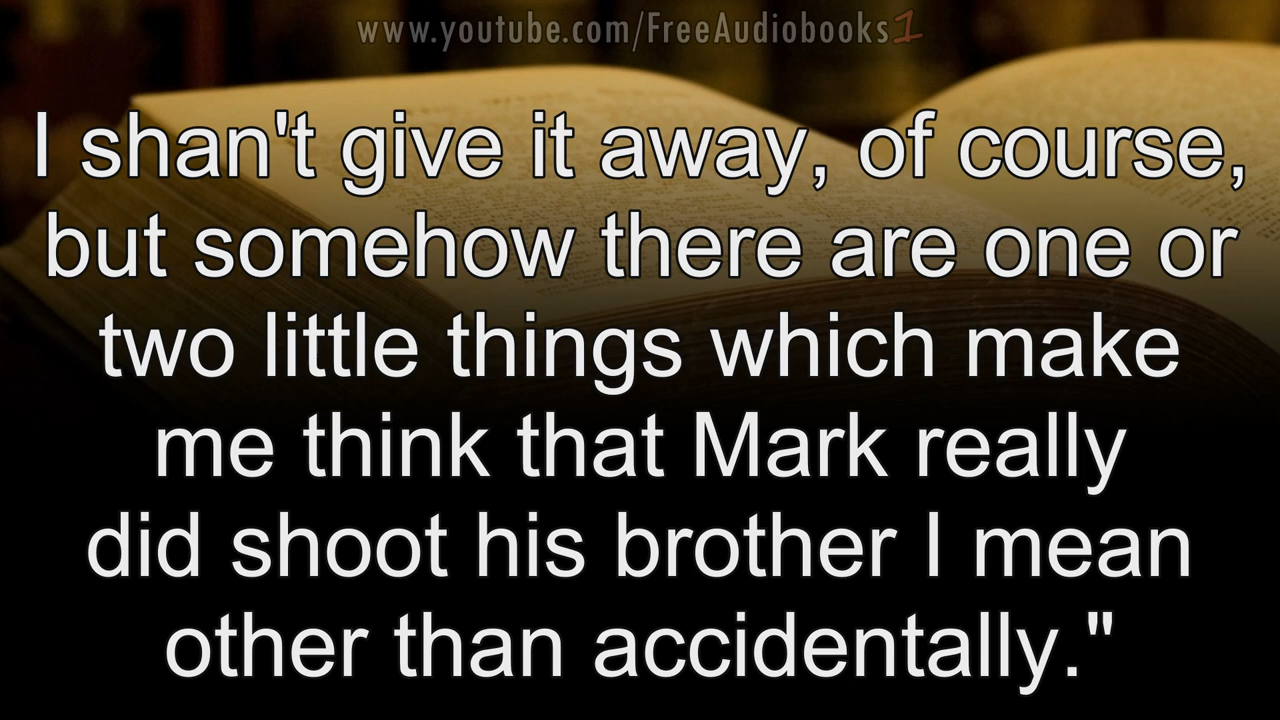 www.youtube.com/FreeAudiobooks1
I shan't give it away, of course,
but somehow there are one or
two little things which make
me think that Mark really
did shoot his brother I mean
other than accidentally."